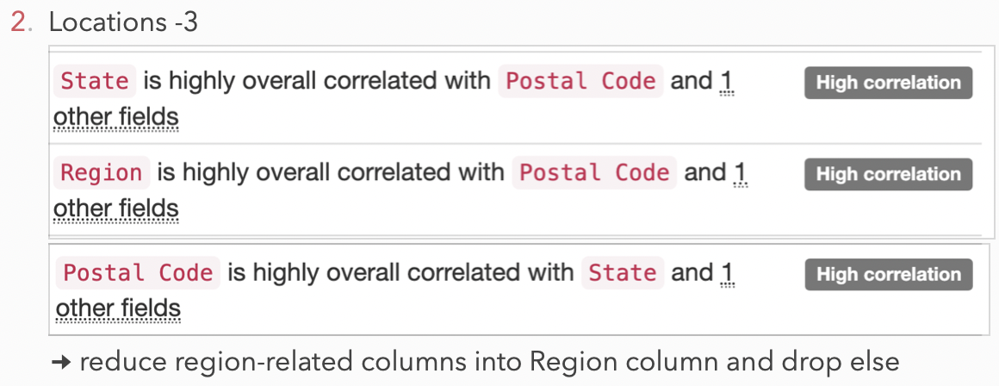 2. Locations -3
State is highly overall correlated with Postal Code and 1 High correlation
other fields
Region is highly overall correlated with Postal Code and 1 High correlation
other fields
Postal Code is highly overall correlated with State and 1 High correlation
other fields
→ reduce region-related columns into Region column and drop else